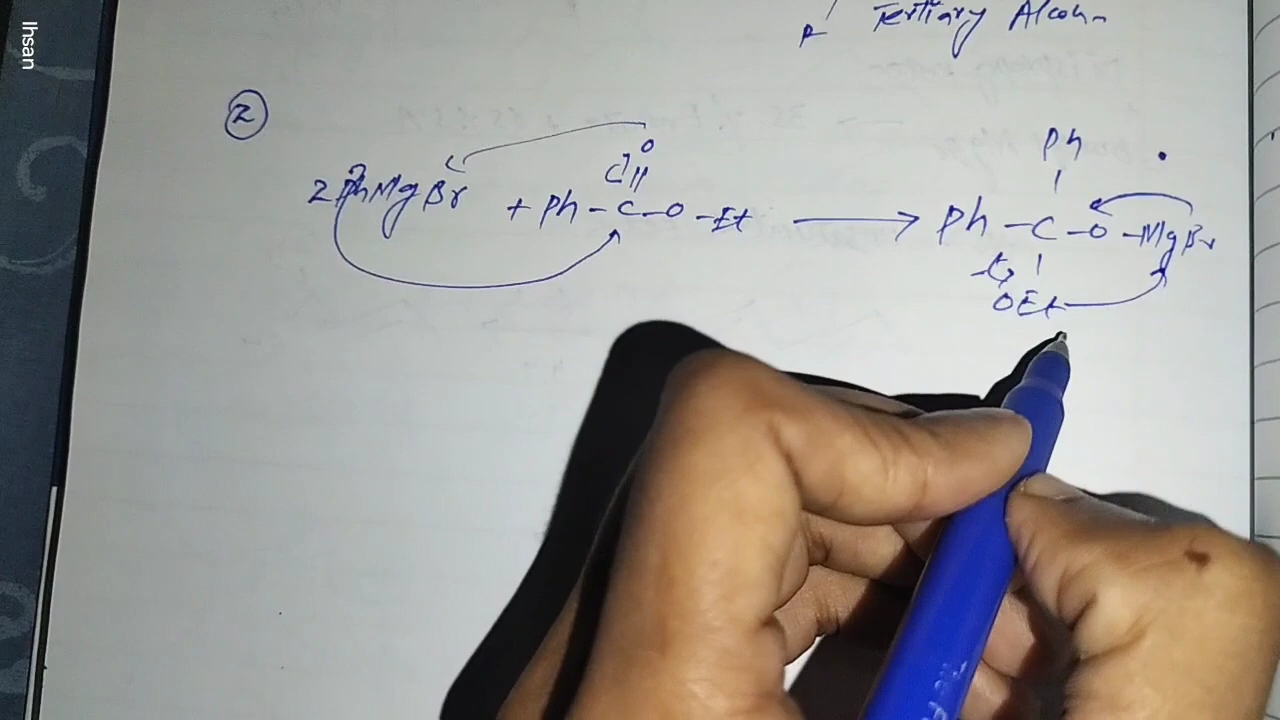 Ihsan
R Tertiary Alcoh
2
O Ph
2PhMgBr + Ph-C-O-Et → Ph-C-O-MgBr
OEt